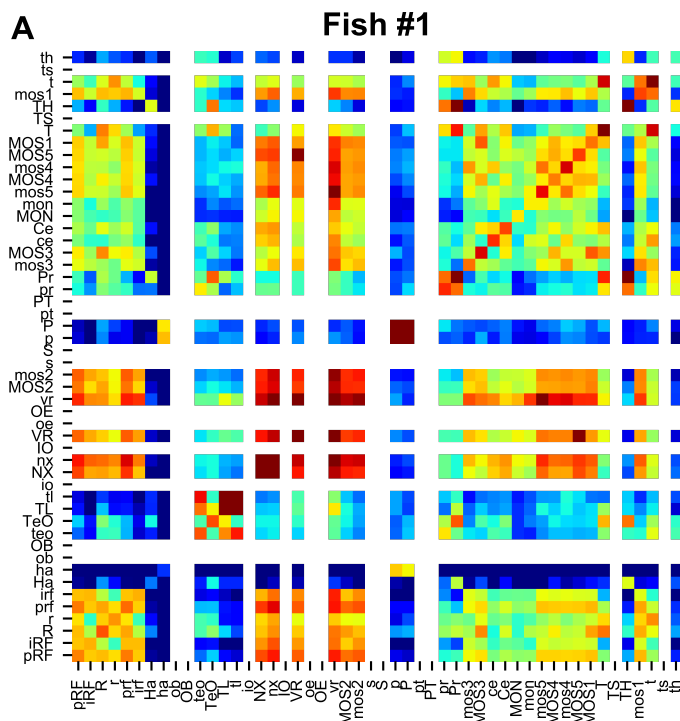 A
Fish #1
th
ts
t
mos1
TH
TS
T
MOS1
MOS5
mos4
MOS4
mos5
mon
MON
Ce
ce
MOS3
mos3
Pr
pr
PT
pt
P
p
S
s
mos2
MOS2
vr
OE
oe
VR
IO
nx
NX
io
tl
TL
TeO
teo
OB
ob
ha
Ha
irf
prf
r
R
iRF
pRF
pRF
iRF
R
r
prf
irf
Ha
ha
ob
OB
teo
TeO
TL
tl
io
NX
nx
IO
VR
oe
OE
vr
MOS2
mos2
s
S
p
P
pt
PT
pr
Pr
mos3
MOS3
ce
Ce
MON
mon
mos5
MOS4
mos4
MOS5
MOS1
T
TS
TH
mos1
t
ts
th